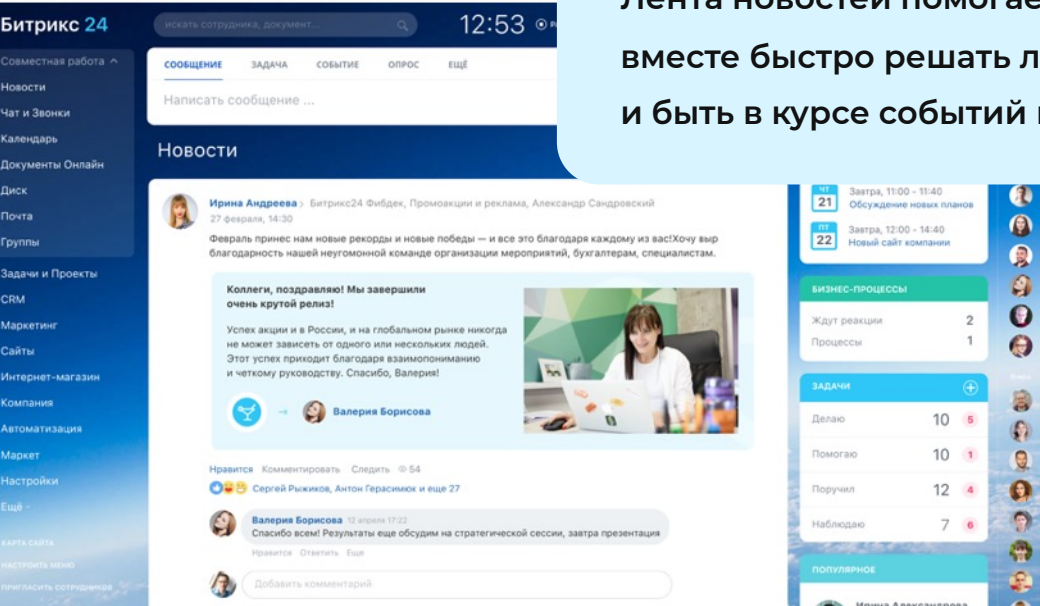 Лента новостей помогае
вместе быстро решать л
и быть в курсе событий
Битрикс 24
искать сотрудника, документ...
12:53
Совместная работа
Новости
Чат и Звонки
Календарь
Документы Онлайн
Диск
Почта
Группы
Задачи и Проекты
CRM
Маркетинг
Сайты
Интернет-магазин
Компания
Автоматизация
Маркет
Настройки
Ещё -
КАРТА САЙТА
НАСТРОИТЬ МЕНЮ
ПРИГЛАСИТЬ СОТРУДНИКОВ
СООБЩЕНИЕ ЗАДАЧА СОБЫТИЕ ОПРОС ЕЩЁ
Написать сообщение ...
Новости
Ирина Андреева > Битрикс24 Фибдек, Промоакции и реклама, Александр Сандровский
27 февраля, 14:30
Февраль принес нам новые рекорды и новые победы — и все это благодаря каждому из вас!Хочу выр
благодарность нашей неугомонной команде организации мероприятий, бухгалтерам, специалистам.
Коллеги, поздравляю! Мы завершили
очень крутой релиз!
Успех акции и в России, и на глобальном рынке никогда
не может зависеть от одного или нескольких людей.
Этот успех приходит благодаря взаимопониманию
и четкому руководству. Спасибо, Валерия!
Валерия Борисова
Нравится Комментировать Следить 54
Сергей Рыжиков, Антон Герасимюк и еще 27
Валерия Борисова 12 апреля 17:22
Спасибо всем! Результаты еще обсудим на стратегической сессии, завтра презентация
Нравится Ответить Еще
Добавить комментарий
ЧТ
21
Завтра, 11:00 - 11:40
Обсуждение новых планов
ПТ
22
Завтра, 12:00 - 14:40
Новый сайт компании
БИЗНЕС-ПРОЦЕССЫ
Ждут реакции 2
Процессы 1
ЗАДАЧИ
Делаю 10 5
Помогаю 10 1
Поручил 12 4
Наблюдаю 7 6
ПОПУЛЯРНОЕ
Ирина Александрова